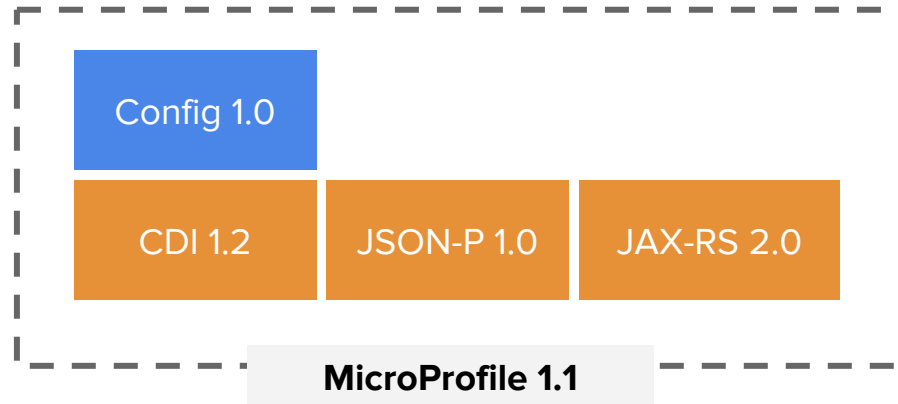 Config 1.0
CDI 1.2
JSON-P 1.0
JAX-RS 2.0
MicroProfile 1.1